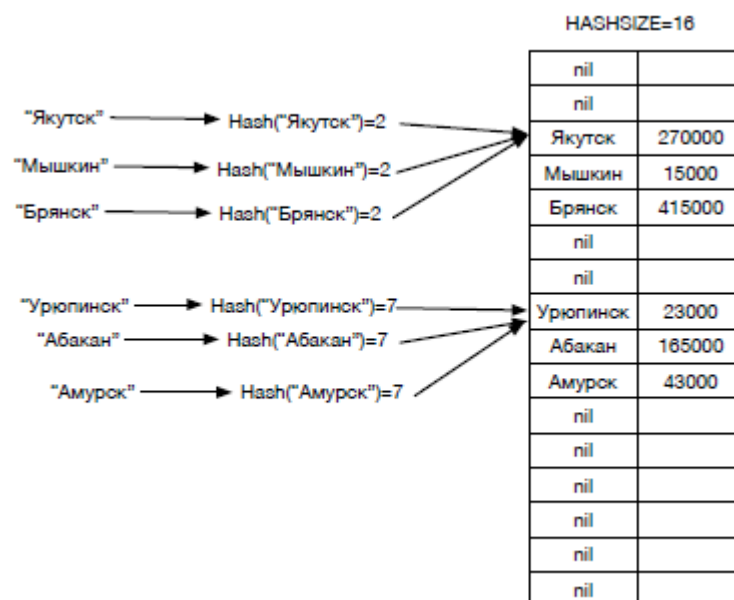 HASHSIZE=16
nil
nil
"Якутск" Hash("Якутск")=2
Якутск 270000
"Мышкин" Hash("Мышкин")=2
Мышкин 15000
"Брянск" Hash("Брянск")=2
Брянск 415000
nil
nil
"Урюпинск" Hash("Урюпинск")=7
Урюпинск 23000
"Абакан" Hash("Абакан")=7
Абакан 165000
"Амурск" Hash("Амурск")=7
Амурск 43000
nil
nil
nil
nil
nil
nil